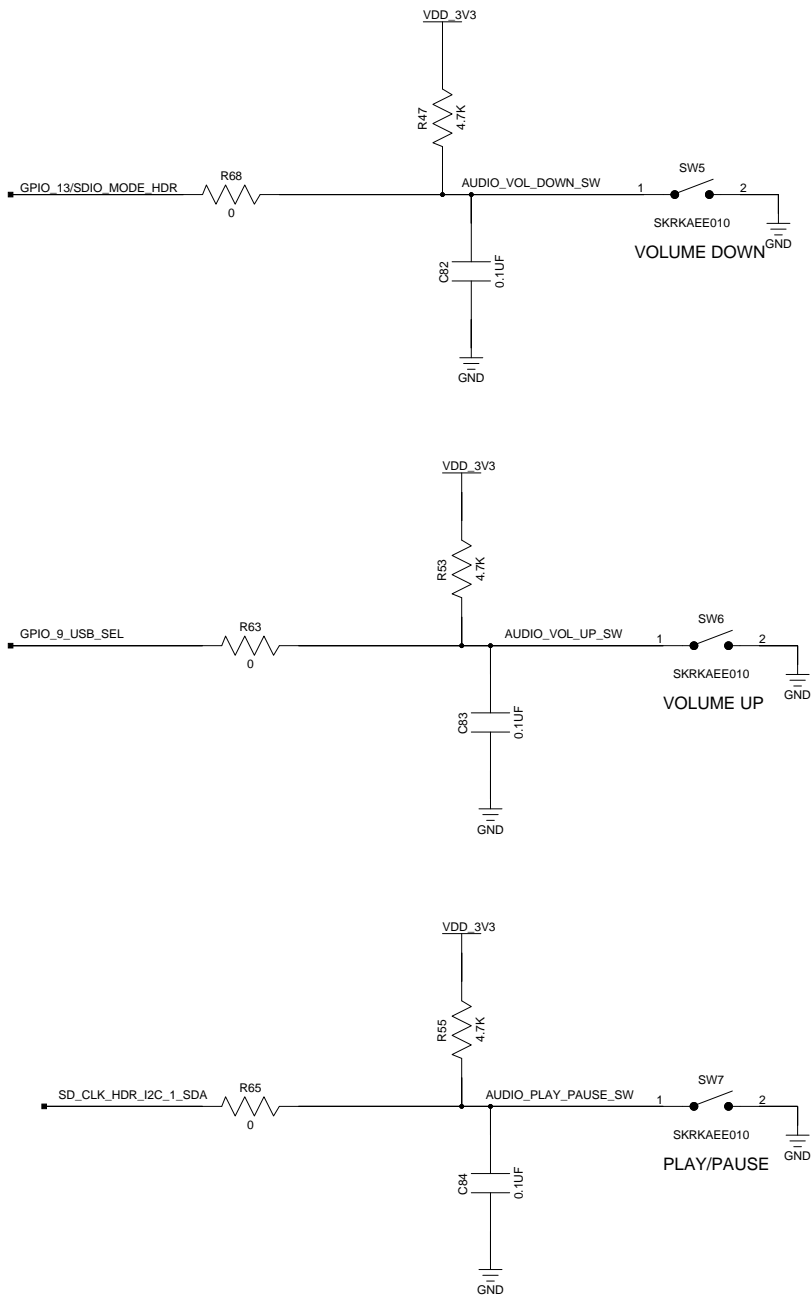 VDD_3V3
R47
4.7K
GPIO_13/SDIO_MODE_HDR
R68
0
AUDIO_VOL_DOWN_SW
1
SW5
2
SKRKAEE010
VOLUME DOWN
GND
C82
0.1UF
GND
VDD_3V3
R53
4.7K
GPIO_9_USB_SEL
R63
0
AUDIO_VOL_UP_SW
1
SW6
2
SKRKAEE010
VOLUME UP
GND
C83
0.1UF
GND
VDD_3V3
R55
4.7K
SD_CLK_HDR_I2C_1_SDA
R65
0
AUDIO_PLAY_PAUSE_SW
1
SW7
2
SKRKAEE010
PLAY/PAUSE
GND
C84
0.1UF
GND